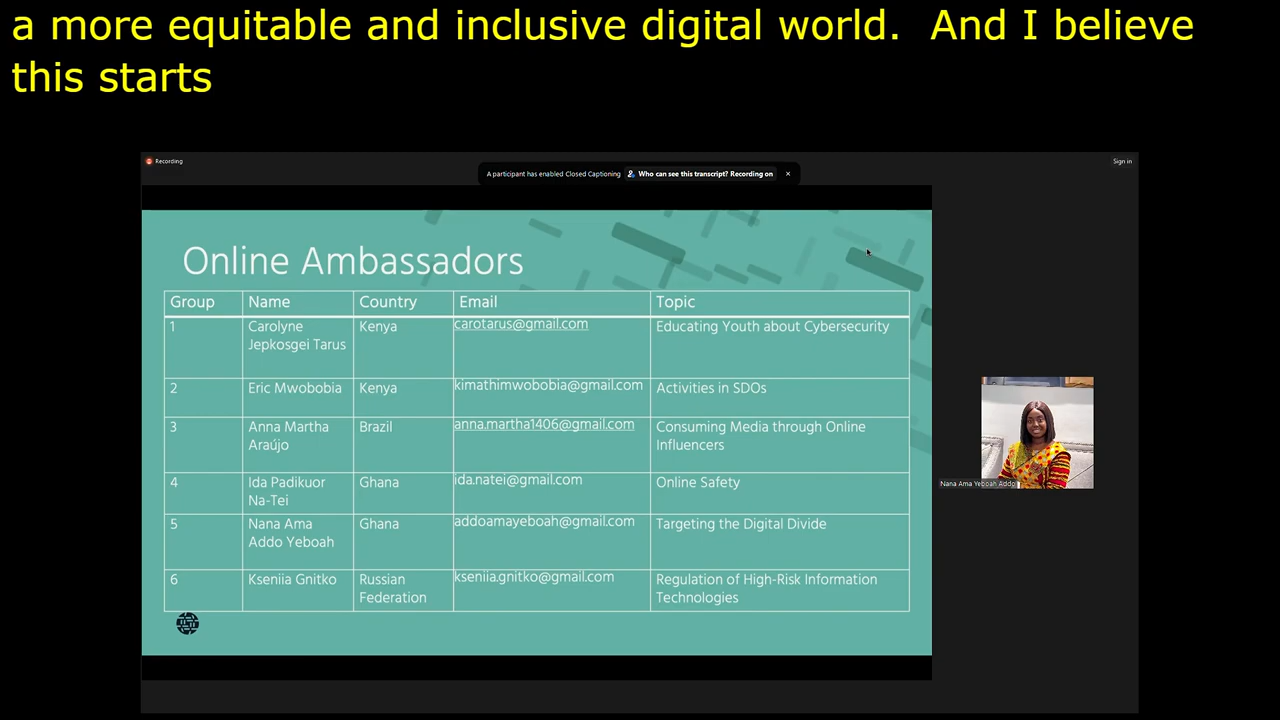 a more equitable and inclusive digital world.  And I believe
this starts
Recording
Sign in
A participant has enabled Closed Captioning
Who can see this transcript? Recording on
Online Ambassadors
Group Name Country Email Topic
1 Carolyne Kenya carotarus@gmail.com Educating Youth about Cybersecurity
Jepkosgei Tarus
2 Eric Mwobobia Kenya kimathimwobobia@gmail.com Activities in SDOs
3 Anna Martha Brazil anna.martha1406@gmail.com Consuming Media through Online
Araújo Influencers
4 Ida Padikuor Ghana ida.natei@gmail.com Online Safety
Na-Tei
5 Nana Ama Ghana addoamayeboah@gmail.com Targeting the Digital Divide
Addo Yeboah
6 Kseniia Gnitko Russian kseniia.gnitko@gmail.com Regulation of High-Risk Information
Federation Technologies
Nana Ama Yeboah Addo